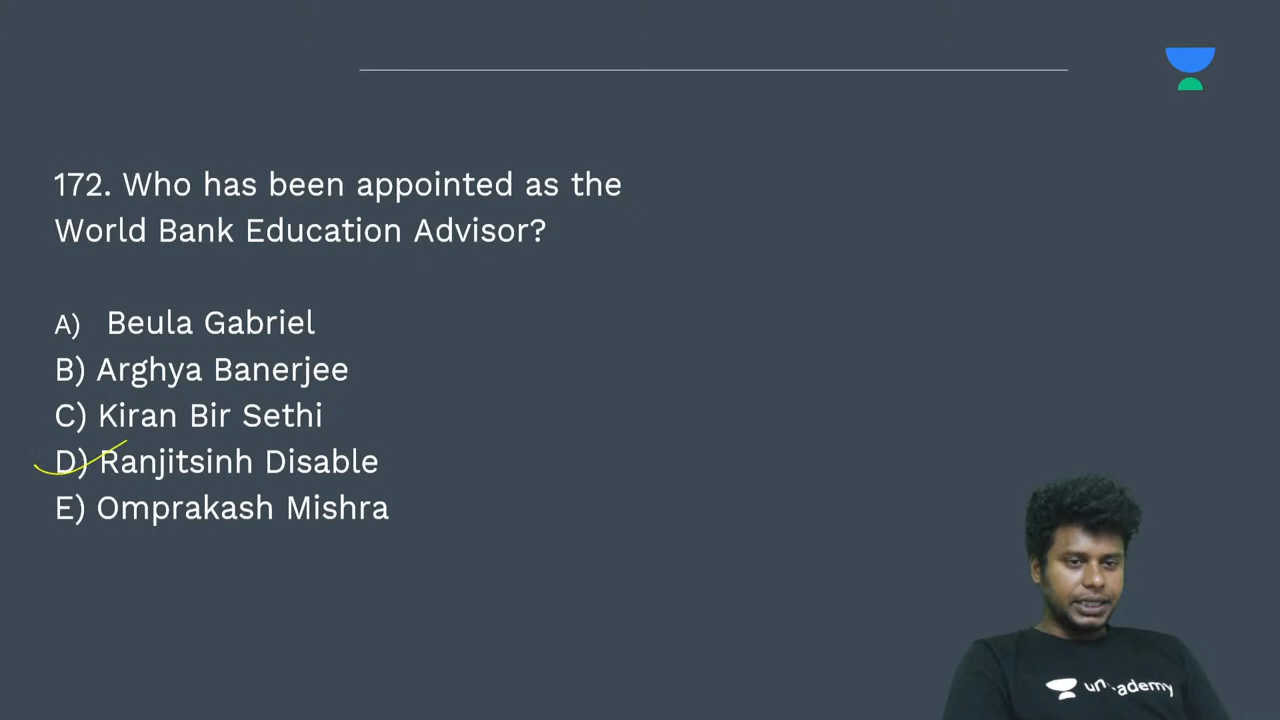 172. Who has been appointed as the
World Bank Education Advisor?
A) Beula Gabriel
B) Arghya Banerjee
C) Kiran Bir Sethi
D) Ranjitsinh Disable
E) Omprakash Mishra